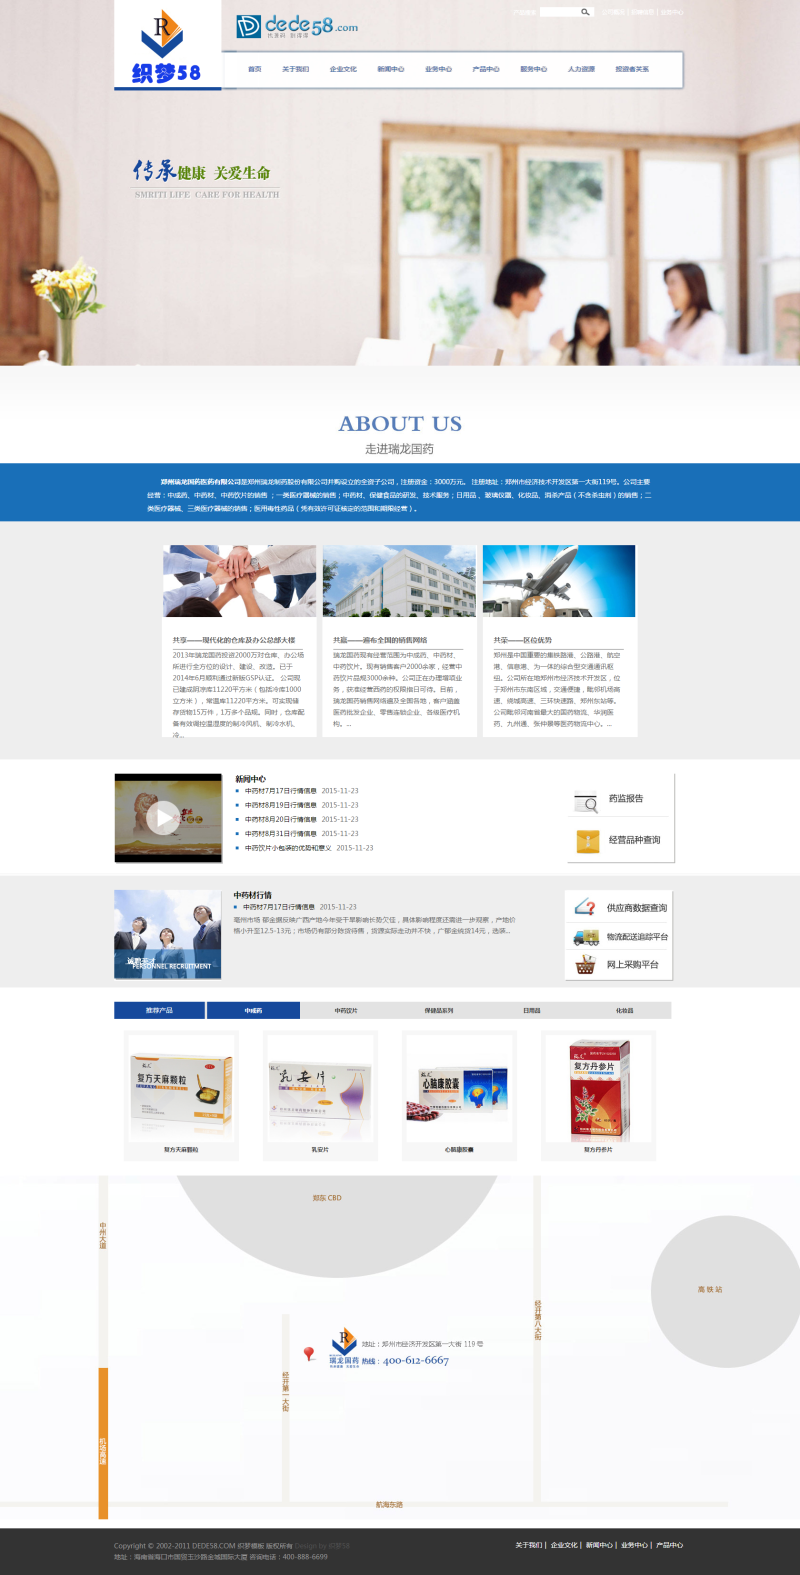 R
织梦58
dede58.com
首页 关于我们 企业文化 新闻中心 业务中心 产品中心 服务中心 人力资源 投资者关系
传承健康 关爱生命
SMRITI LIFE CARE FOR HEALTH
ABOUT US
走进瑞龙国药
郑州瑞龙国药医药有限公司是郑州瑞龙制药股份有限公司并购设立的全资子公司，注册资金：3000万元。 注册地址：郑州市经济技术开发区第一大街119号。公司主要
经营：中成药、中药材、中药饮片的销售 ；一类医疗器械的销售；中药材、保健食品的研发、技术服务；日用品 、玻璃仪器、化妆品、消杀产品（不含杀虫剂）的销售；二
类医疗器械、三类医疗器械的销售；医用毒性药品（凭有效许可证核定的范围和期限经营）。
共享——现代化的仓库及办公总部大楼
2013年瑞龙国药投资2000万对仓库、办公场
所进行全方位的设计、建设、改造。已于
2014年6月顺利通过新版GSP认证。 公司现
已建成阴凉库11220平方米（包括冷库1000
立方米），常温库11220平方米。可实现储
存货物15万件，1万多个品规。同时，仓库配
备有效调控温湿度的制冷风机、制冷水机、
冷...
共赢——遍布全国的销售网络
瑞龙国药现有经营范围为中成药、中药材、
中药饮片。现有销售客户2000余家，经营中
药饮片品规3000余种。公司正在办理增项业
务，获准经营西药的权限指日可待。目前，
瑞龙国药销售网络遍及全国各地，客户涵盖
医药批发企业、零售连锁企业、各级医疗机
构。...
共荣——区位优势
郑州是中国重要的集铁路港、公路港、航空
港、信息港、为一体的综合型交通通讯枢
纽。公司所在地郑州市经济技术开发区，位
于郑州市东南区域，交通便捷，毗邻机场高
速、绕城高速、三环快速路、郑州东站等。
公司毗邻河南省最大的国药物流、华润医
药、九州通、张仲景等医药物流中心。...
新闻中心
中药材7月17日行情信息 2015-11-23
中药材8月19日行情信息 2015-11-23
中药材8月20日行情信息 2015-11-23
中药材8月31日行情信息 2015-11-23
中药饮片小包装的优势和意义 2015-11-23
药监报告
经营品种查询
诚聘英才
PERSONNEL RECRUITMENT
中药材行情
中药材7月17日行情信息 2015-11-23
亳州市场 郁金据反映广西产地今年受干旱影响长势欠佳，具体影响程度还需进一步观察，产地价
格小升至12.5-13元；市场仍有部分陈货待售，货源实际走动并不快，广郁金统货14元，选装...
供应商数据查询
物流配送追踪平台
网上采购平台
推荐产品 中成药 中药饮片 保健品系列 日用品 化妆品
复方天麻颗粒
乳安片
心脑康胶囊
复方丹参片
复方天麻颗粒 乳安片 心脑康胶囊 复方丹参片
郑东 CBD
中州大道
高 铁 站
经开第八大街
R
瑞龙国药
地址：郑州市经济开发区第一大街 119 号
热线：400-612-6667
经开第一大街
机场高速
航海东路
Copyright © 2002-2011 DEDE58.COM 织梦模板 版权所有 Design by 织梦58
地址：海南省海口市国贸玉沙路金城国际大厦 咨询电话：400-888-6699
关于我们 | 企业文化 | 新闻中心 | 业务中心 | 产品中心